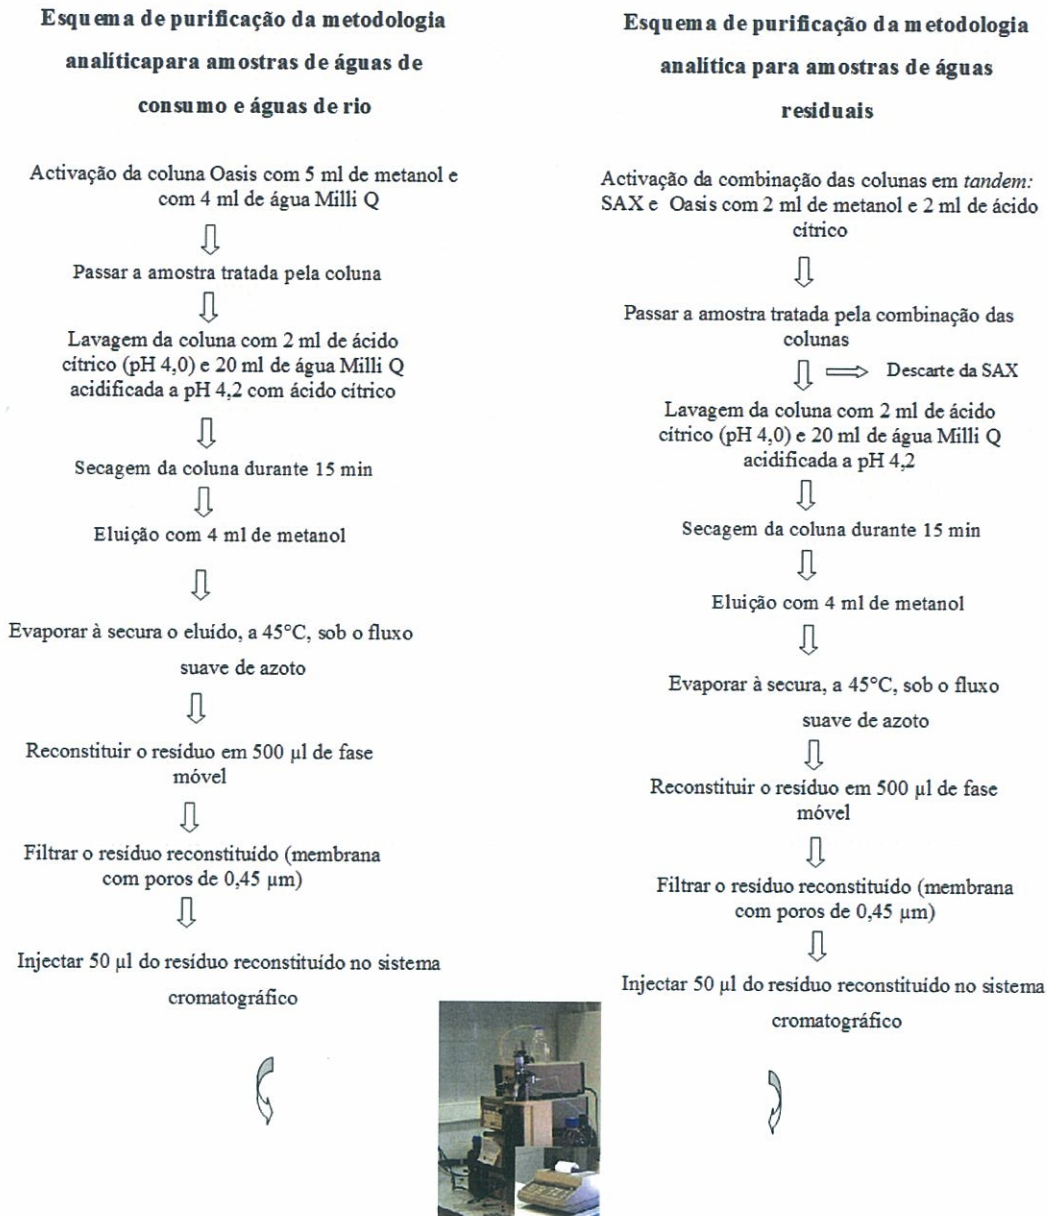 Esquema de purificação da metodologia
analíticapara amostras de águas de
consumo e águas de rio
Activação da coluna Oasis com 5 ml de metanol e
com 4 ml de água Milli Q
Passar a amostra tratada pela coluna
Lavagem da coluna com 2 ml de ácido
cítrico (pH 4,0) e 20 ml de água Milli Q
acidificada a pH 4,2 com ácido cítrico
Secagem da coluna durante 15 min
Eluição com 4 ml de metanol
Evaporar à secura o eluído, a 45°C, sob o fluxo
suave de azoto
Reconstituir o resíduo em 500 µl de fase
móvel
Filtrar o resíduo reconstituído (membrana
com poros de 0,45 µm)
Injectar 50 µl do resíduo reconstituído no sistema
cromatográfico
Esquema de purificação da metodologia
analítica para amostras de águas
residuais
Activação da combinação das colunas em tandem:
SAX e Oasis com 2 ml de metanol e 2 ml de ácido
cítrico
Passar a amostra tratada pela combinação das
colunas
Descarte da SAX
Lavagem da coluna com 2 ml de ácido
cítrico (pH 4,0) e 20 ml de água Milli Q
acidificada a pH 4,2
Secagem da coluna durante 15 min
Eluição com 4 ml de metanol
Evaporar à secura, a 45°C, sob o fluxo
suave de azoto
Reconstituir o resíduo em 500 µl de fase
móvel
Filtrar o resíduo reconstituído (membrana
com poros de 0,45 µm)
Injectar 50 µl do resíduo reconstituído no sistema
cromatográfico